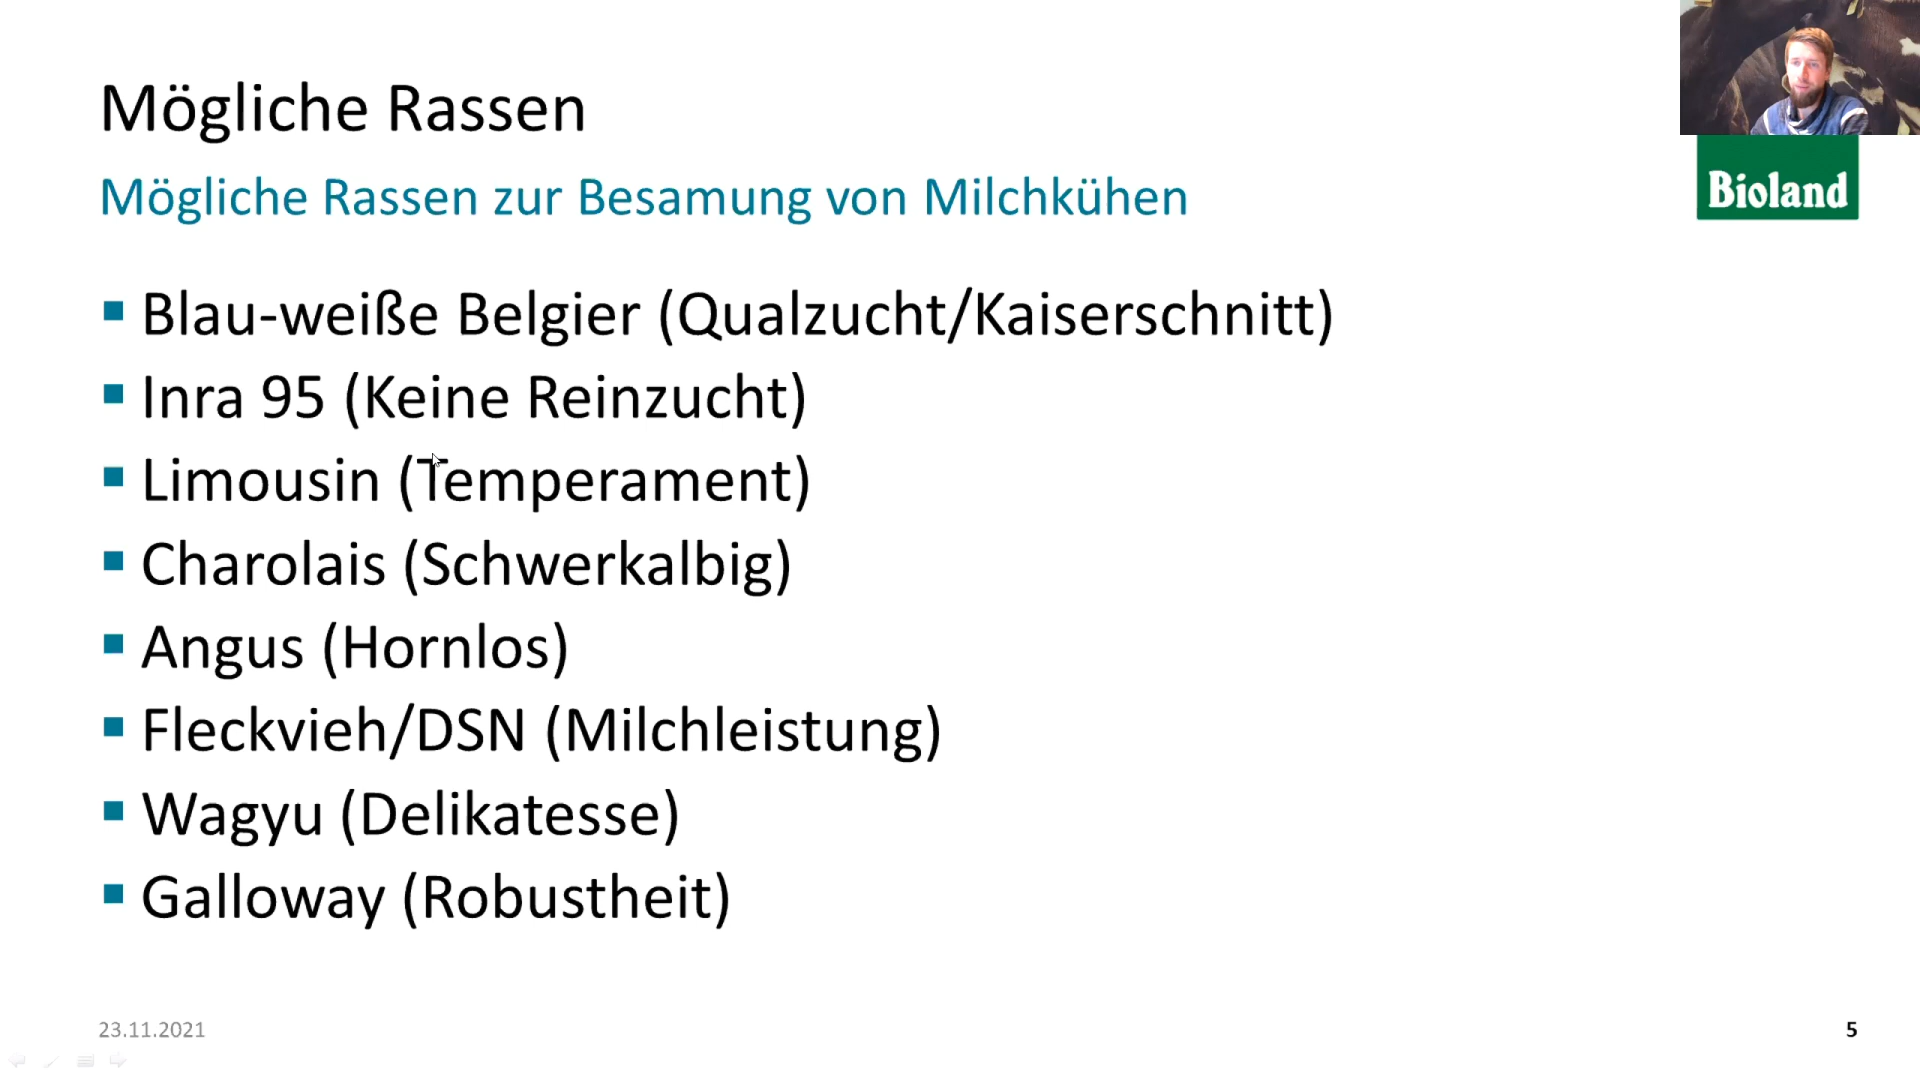 Mögliche Rassen
Mögliche Rassen zur Besamung von Milchkühen
Bioland
Blau-weiße Belgier (Qualzucht/Kaiserschnitt)
Inra 95 (Keine Reinzucht)
Limousin (Temperament)
Charolais (Schwerkalbig)
Angus (Hornlos)
Fleckvieh/DSN (Milchleistung)
Wagyu (Delikatesse)
Galloway (Robustheit)
23.11.2021
5